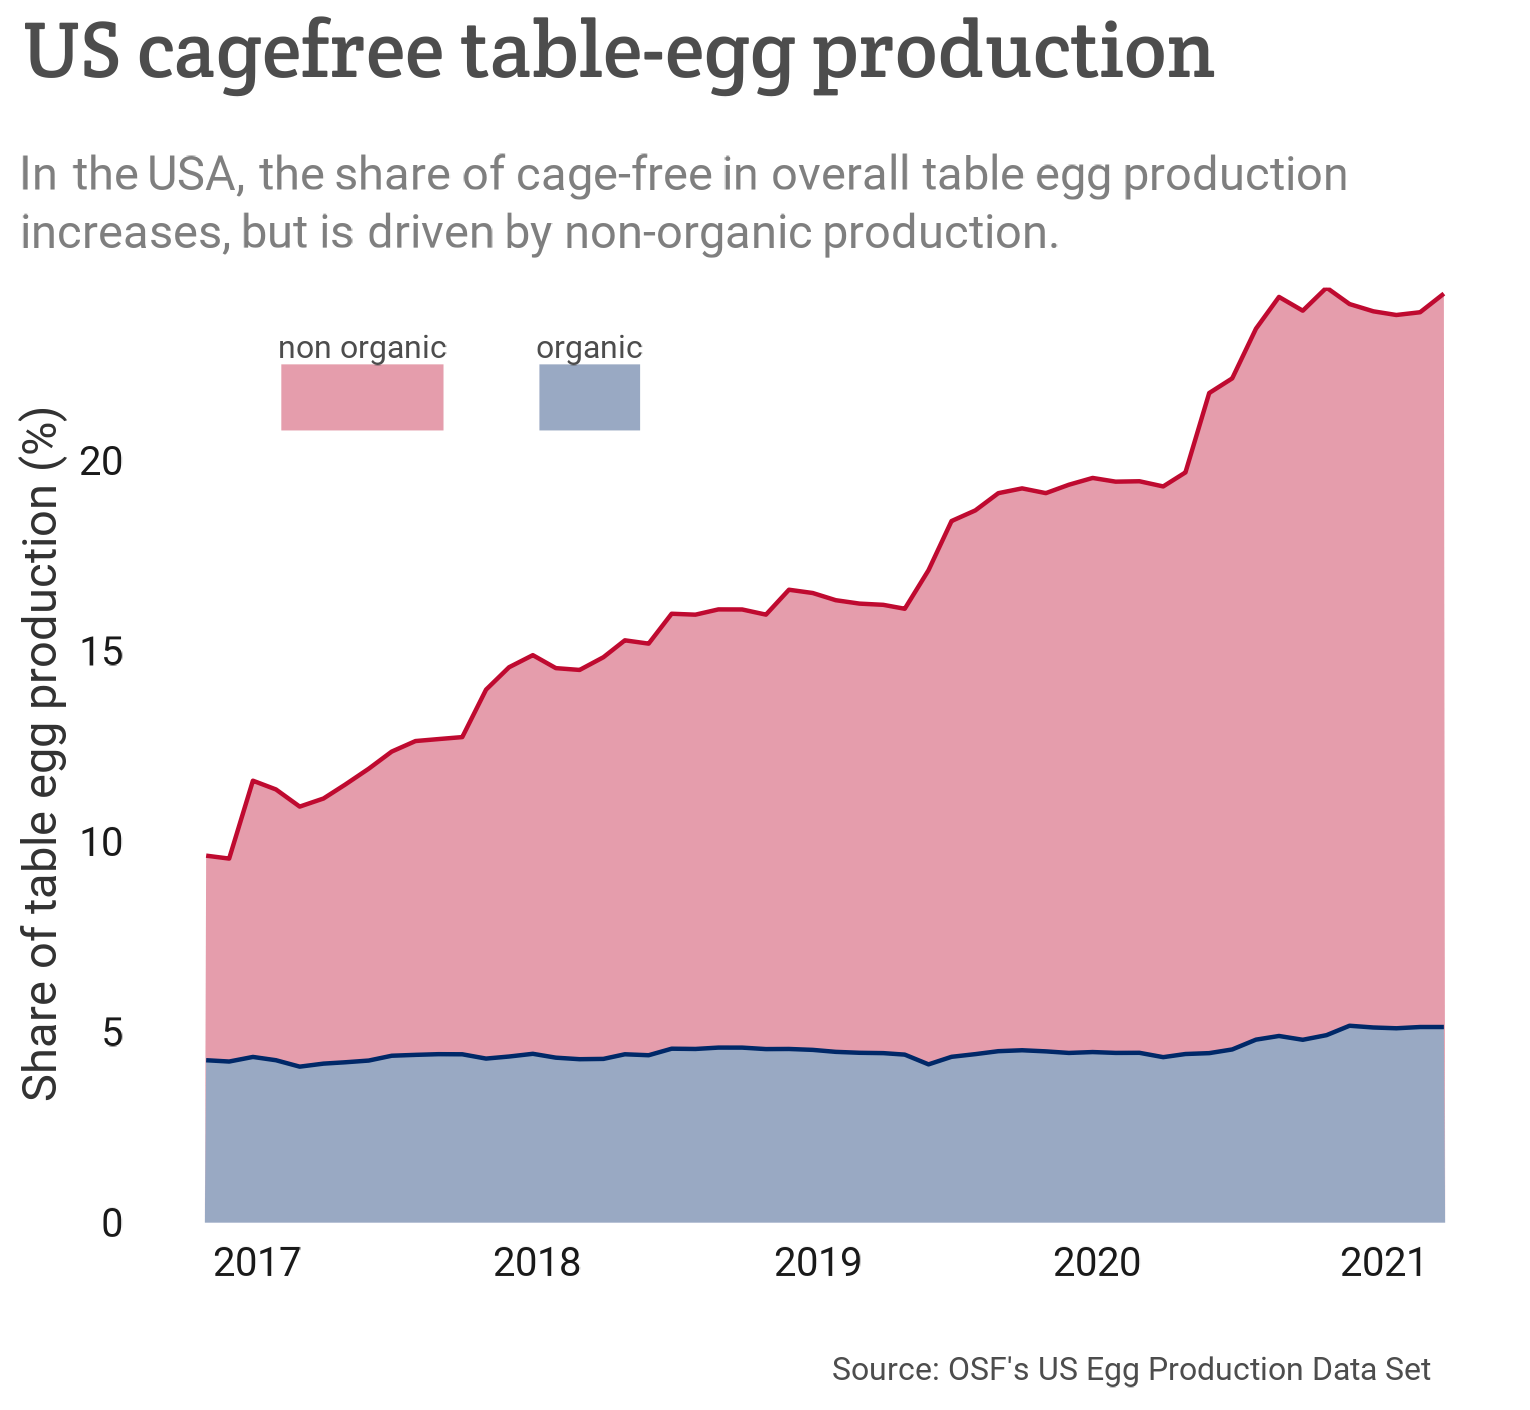 US cagefree table-egg production
In the USA, the share of cage-free in overall table egg production
increases, but is driven by non-organic production.
non organic
organic
Share of table egg production (%)
20
15
10
5
0
2017
2018
2019
2020
2021
Source: OSF's US Egg Production Data Set